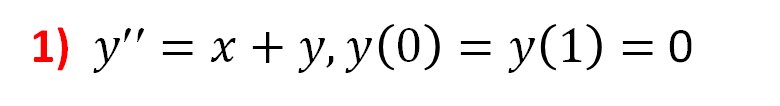 1) y'' = x + y, y(0) = y(1) = 0